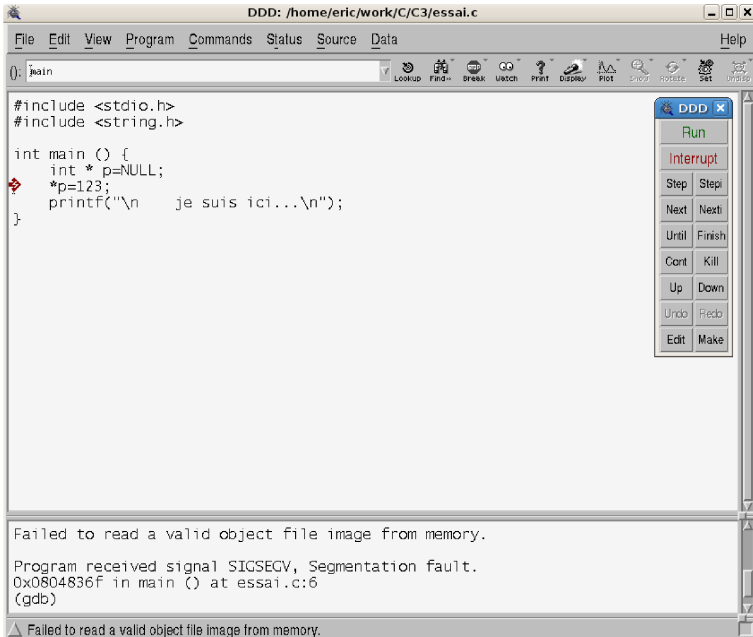 DDD: /home/eric/work/C/C3/essai.c
File Edit View Program Commands Status Source Data Help
(): main
Lookup Find» Break Watch Print Display Plot Show Rotate Set Undisp
#include <stdio.h>
#include <string.h>
int main () {
int * p=NULL;
*p=123;
printf("\n    je suis ici...\n");
}
DDD
Run
Interrupt
Step Stepi
Next Nexti
Until Finish
Cont Kill
Up Down
Undo Redo
Edit Make
Failed to read a valid object file image from memory.
Program received signal SIGSEGV, Segmentation fault.
0x0804836f in main () at essai.c:6
(gdb)
Failed to read a valid object file image from memory.